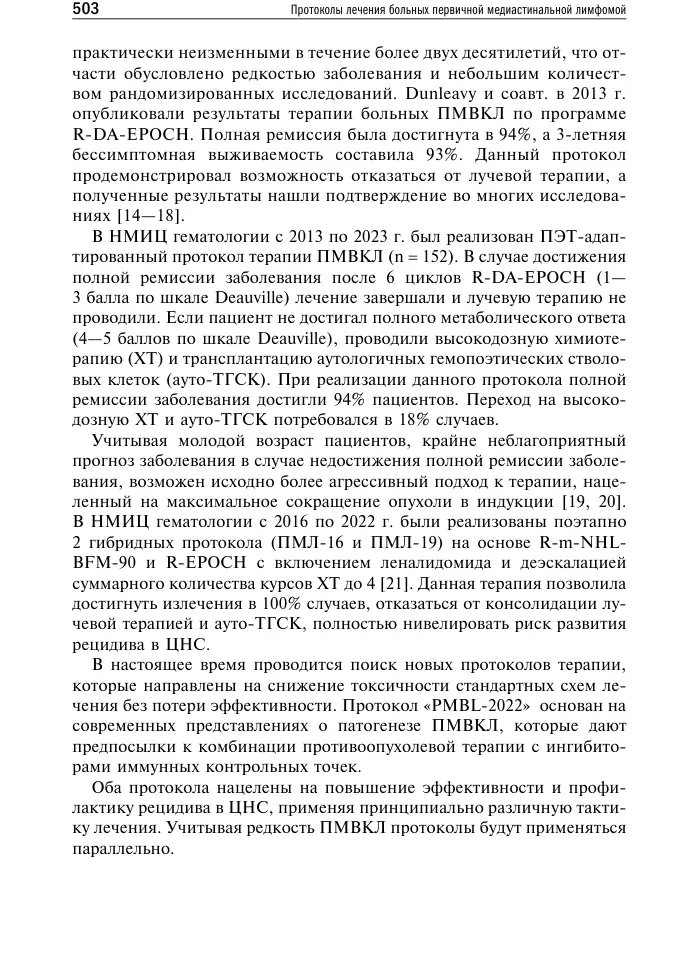 503
Протоколы лечения больных первичной медиастинальной лимфомой
практически неизменными в течение более двух десятилетий, что от-
части обусловлено редкостью заболевания и небольшим количест-
вом рандомизированных исследований. Dunleavy и соавт. в 2013 г.
опубликовали результаты терапии больных ПМВКЛ по программе
R-DA-EPOCH. Полная ремиссия была достигнута в 94%, а 3-летняя
бессимптомная выживаемость составила 93%. Данный протокол
продемонстрировал возможность отказаться от лучевой терапии, а
полученные результаты нашли подтверждение во многих исследова-
ниях [14—18].
В НМИЦ гематологии с 2013 по 2023 г. был реализован ПЭТ-адап-
тированный протокол терапии ПМВКЛ (n = 152). В случае достижения
полной ремиссии заболевания после 6 циклов R-DA-EPOCH (1—
3 балла по шкале Deauville) лечение завершали и лучевую терапию не
проводили. Если пациент не достигал полного метаболического ответа
(4—5 баллов по шкале Deauville), проводили высокодозную химиоте-
рапию (ХТ) и трансплантацию аутологичных гемопоэтических стволо-
вых клеток (ауто-ТГСК). При реализации данного протокола полной
ремиссии заболевания достигли 94% пациентов. Переход на высоко-
дозную ХТ и ауто-ТГСК потребовался в 18% случаев.
Учитывая молодой возраст пациентов, крайне неблагоприятный
прогноз заболевания в случае недостижения полной ремиссии заболе-
вания, возможен исходно более агрессивный подход к терапии, наце-
ленный на максимальное сокращение опухоли в индукции [19, 20].
В НМИЦ гематологии с 2016 по 2022 г. были реализованы поэтапно
2 гибридных протокола (ПМЛ-16 и ПМЛ-19) на основе R-m-NHL-
BFM-90 и R-EPOCH с включением леналидомида и деэскалацией
суммарного количества курсов ХТ до 4 [21]. Данная терапия позволила
достигнуть излечения в 100% случаев, отказаться от консолидации лу-
чевой терапией и ауто-ТГСК, полностью нивелировать риск развития
рецидива в ЦНС.
В настоящее время проводится поиск новых протоколов терапии,
которые направлены на снижение токсичности стандартных схем ле-
чения без потери эффективности. Протокол «PMBL-2022» основан на
современных представлениях о патогенезе ПМВКЛ, которые дают
предпосылки к комбинации противоопухолевой терапии с ингибито-
рами иммунных контрольных точек.
Оба протокола нацелены на повышение эффективности и профи-
лактику рецидива в ЦНС, применяя принципиально различную такти-
ку лечения. Учитывая редкость ПМВКЛ протоколы будут применяться
параллельно.